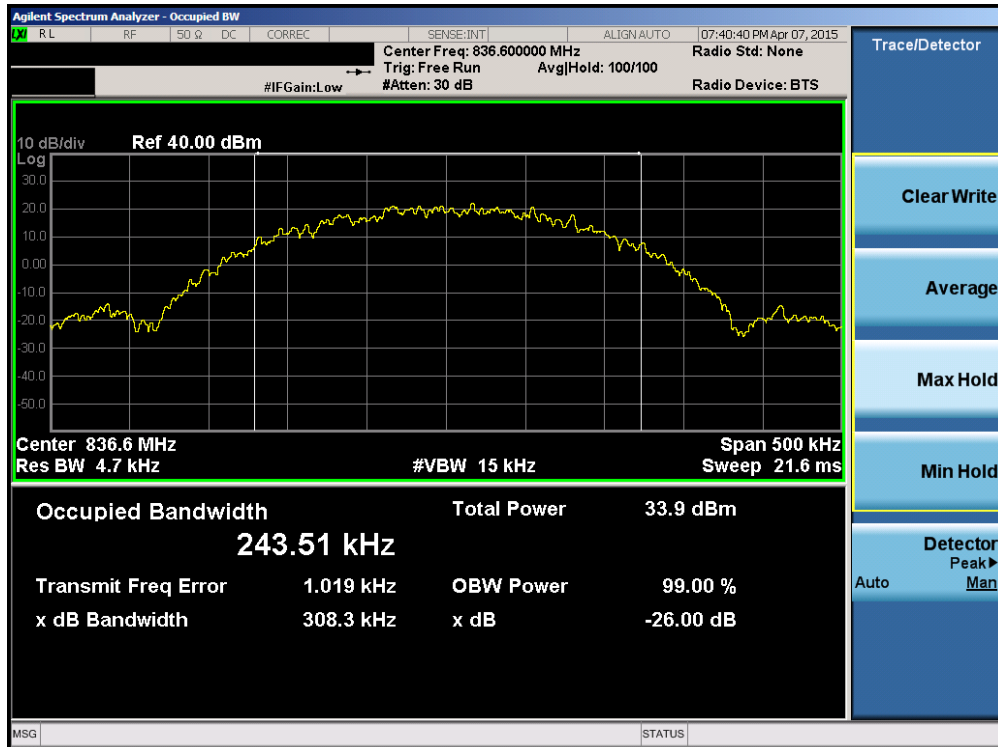 Agilent Spectrum Analyzer - Occupied BW
LXI RL RF 50 Ω DC CORREC SENSE:INT ALIGN AUTO 07:40:40 PM Apr 07, 2015
Center Freq: 836.600000 MHz Radio Std: None
Trig: Free Run Avg|Hold: 100/100
#IFGain:Low #Atten: 30 dB Radio Device: BTS
10 dB/div Ref 40.00 dBm
Log
30.0
20.0
10.0
0.00
-10.0
-20.0
-30.0
-40.0
-50.0
Center 836.6 MHz Span 500 kHz
Res BW 4.7 kHz #VBW 15 kHz Sweep 21.6 ms
Occupied Bandwidth Total Power 33.9 dBm
243.51 kHz
Transmit Freq Error 1.019 kHz OBW Power 99.00 %
x dB Bandwidth 308.3 kHz x dB -26.00 dB
MSG STATUS
Trace/Detector
Clear Write
Average
Max Hold
Min Hold
Detector
Peak▶
Auto Man